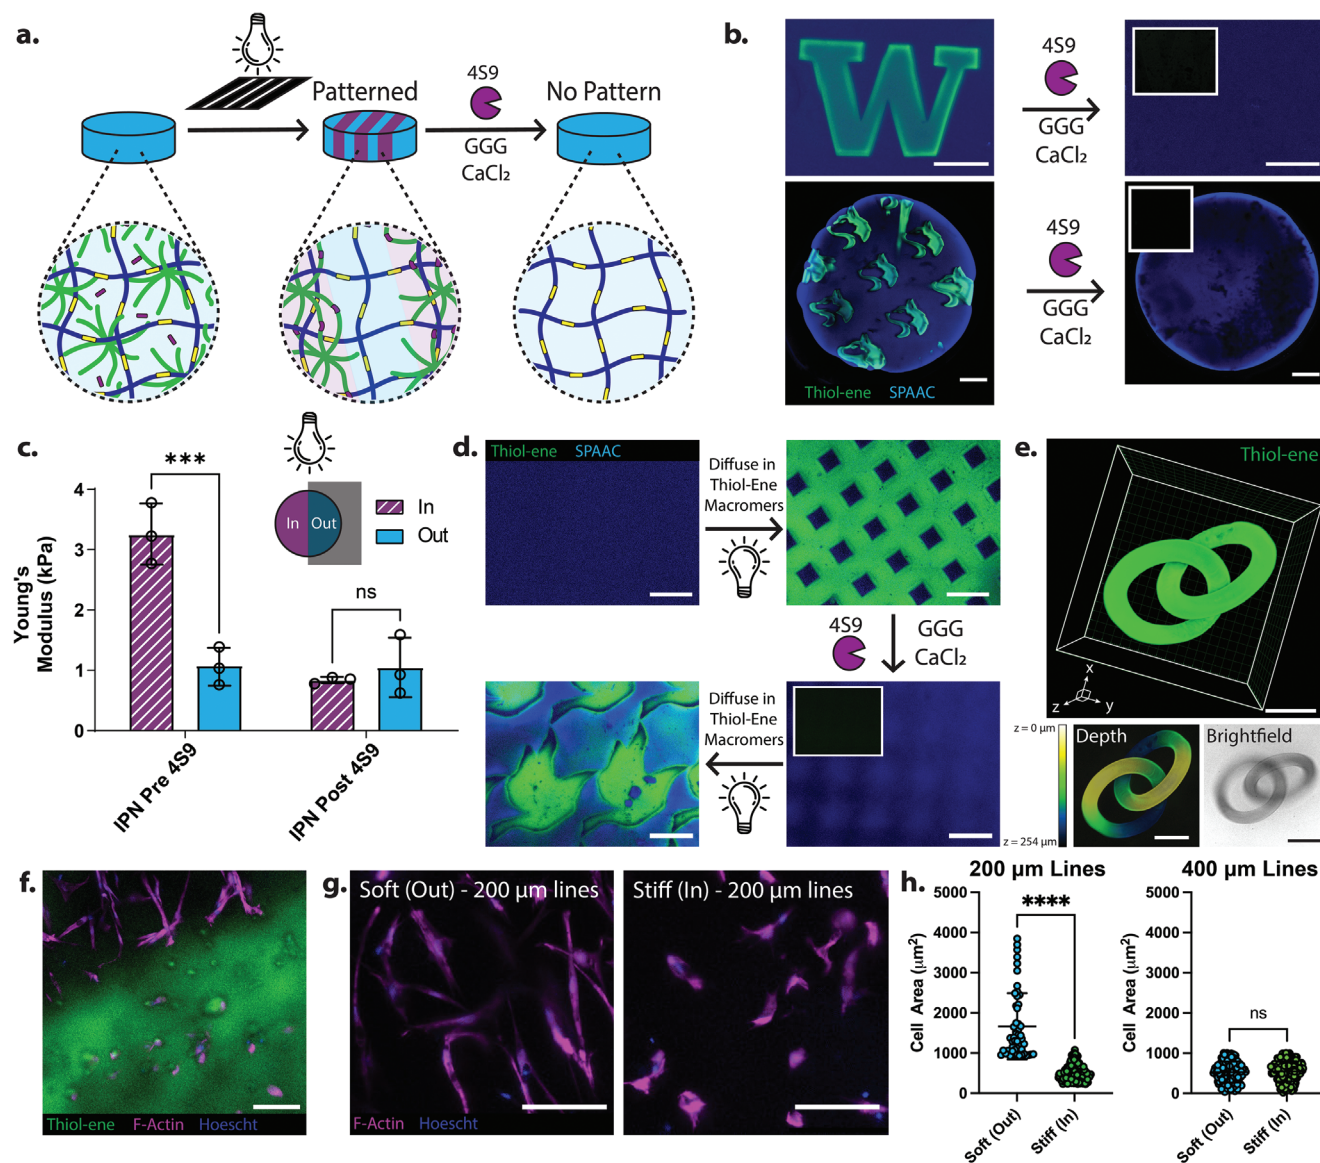 a.
Patterned
4S9
GGG
CaCl₂
No Pattern
b.
4S9
GGG
CaCl₂
4S9
GGG
CaCl₂
Thiol-ene SPAAC
c.
***
ns
In Out
In
Out
Young's
Modulus (kPa)
4
3
2
1
0
IPN Pre 4S9
IPN Post 4S9
d.
Thiol-ene SPAAC
Diffuse in
Thiol-Ene
Macromers
4S9
GGG
CaCl₂
Diffuse in
Thiol-Ene
Macromers
e.
Thiol-ene
x
z
y
z = 0 µm
z = 254 µm
Depth
Brightfield
f.
Thiol-ene F-Actin Hoescht
g.
Soft (Out) - 200 µm lines
Stiff (In) - 200 µm lines
F-Actin Hoescht
h.
200 µm Lines
****
Cell Area (µm²)
5000
4000
3000
2000
1000
0
Soft (Out)
Stiff (In)
400 µm Lines
ns
Cell Area (µm²)
5000
4000
3000
2000
1000
0
Soft (Out)
Stiff (In)